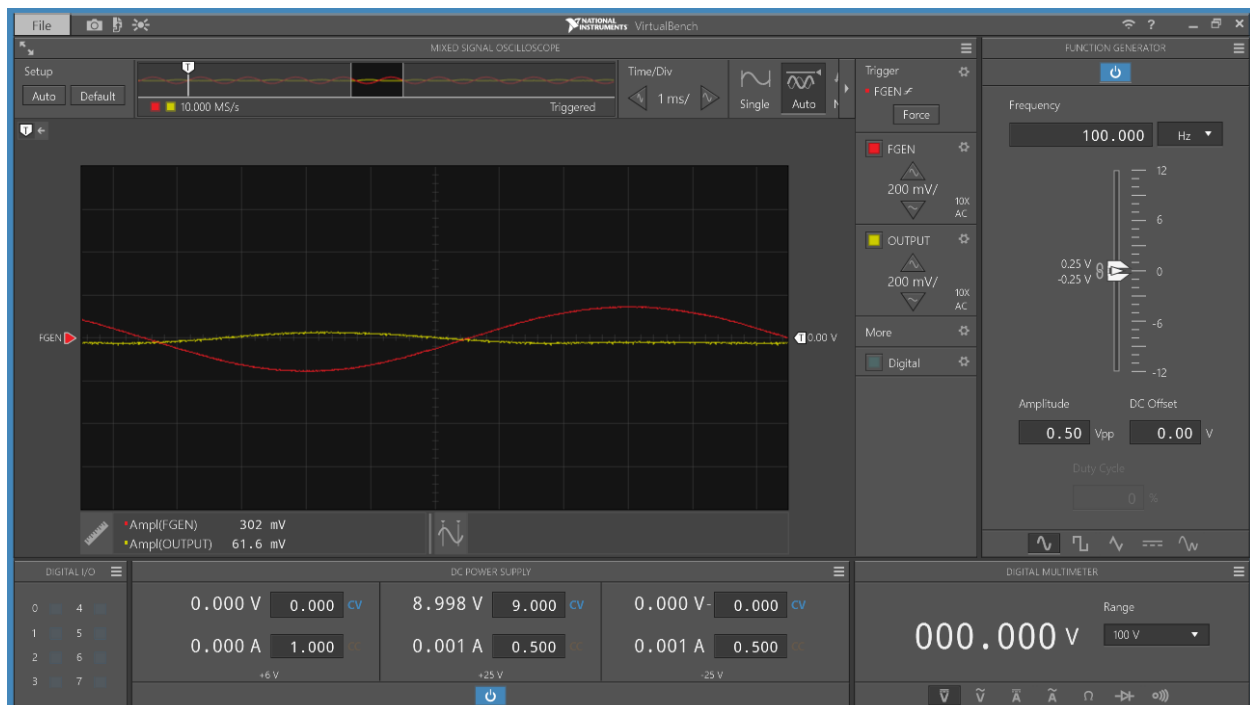 File
NATIONAL INSTRUMENTS VirtualBench
?
MIXED SIGNAL OSCILLOSCOPE
Setup
Auto
Default
T
10.000 MS/s
Triggered
Time/Div
1 ms/
Single
Auto
Trigger
FGEN
Force
T
FGEN
200 mV/
10X
AC
OUTPUT
200 mV/
10X
AC
More
Digital
FGEN
T 0.00 V
Ampl(FGEN) 302 mV
Ampl(OUTPUT) 61.6 mV
FUNCTION GENERATOR
Frequency
100.000 Hz
12
6
0.25 V
-0.25 V
0
-6
-12
Amplitude
DC Offset
0.50 Vpp
0.00 V
Duty Cycle
0 %
DIGITAL I/O
0 4
1 5
2 6
3 7
DC POWER SUPPLY
0.000 V 0.000 CV
8.998 V 9.000 CV
0.000 V- 0.000 CV
0.000 A 1.000 CC
0.001 A 0.500 CC
0.001 A 0.500 CC
+6 V
+25 V
-25 V
DIGITAL MULTIMETER
Range
000.000 V
100 V
V
V
A
A
Ω